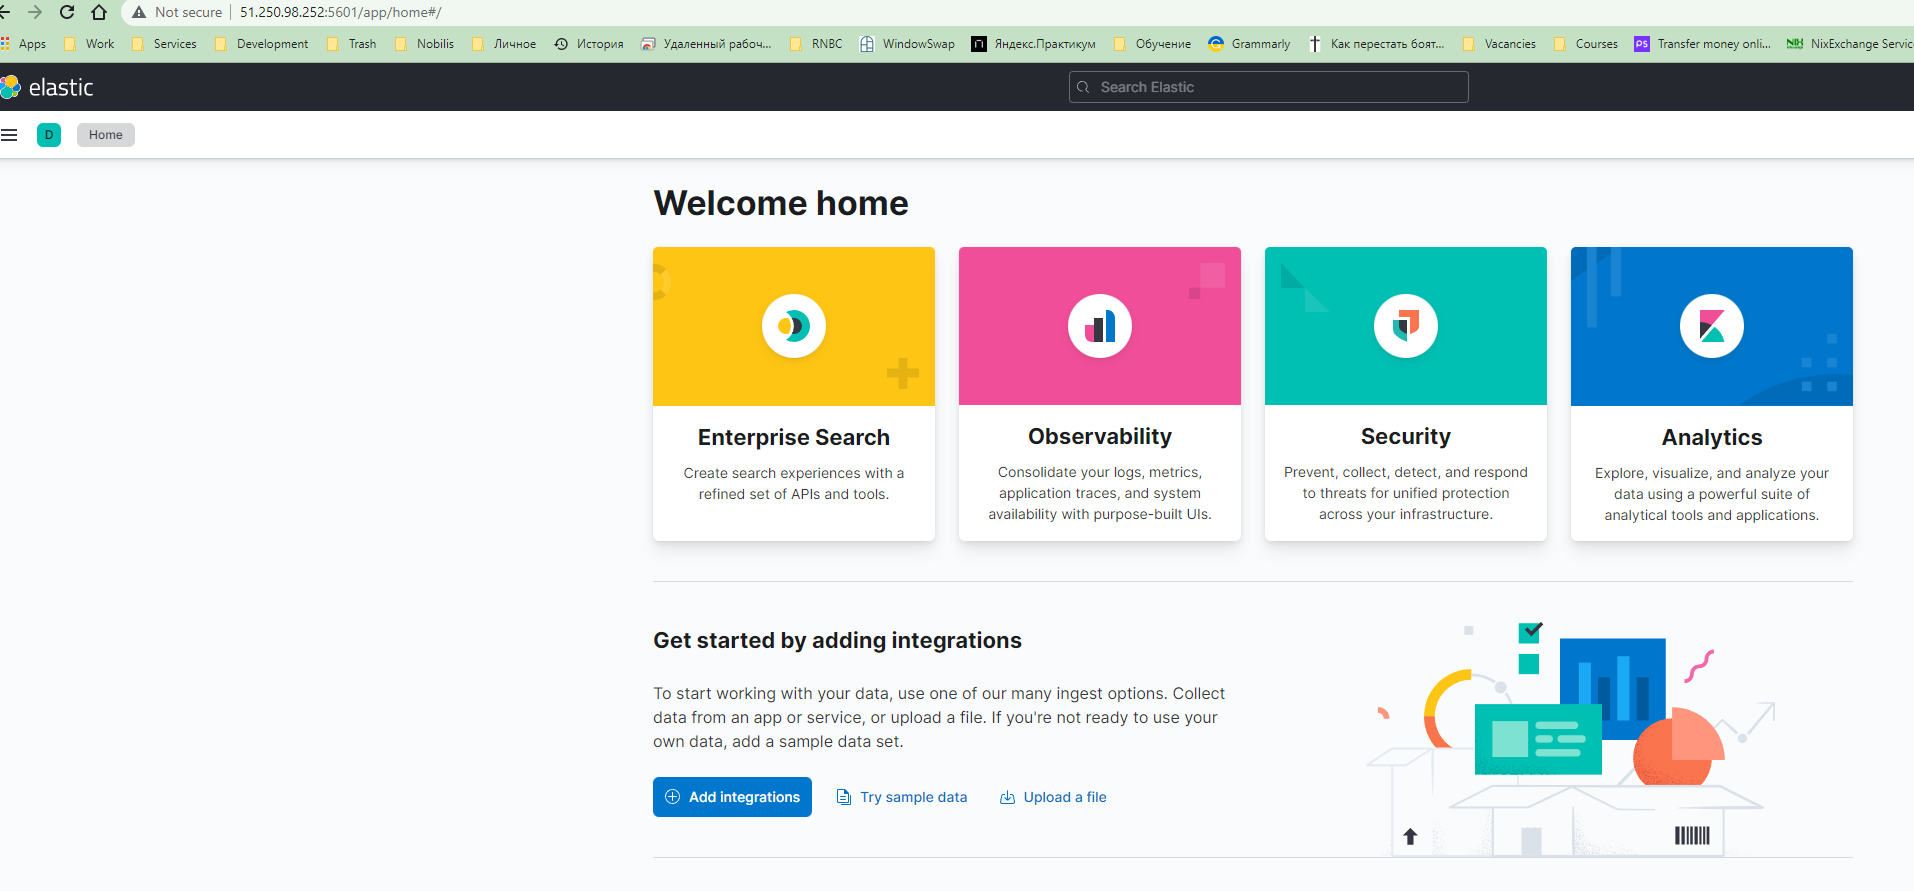 Not secure 51.250.98.252:5601/app/home#/
Apps Work Services Development Trash Nobilis Личное История Удаленный рабоч... RNBC WindowSwap Яндекс.Практикум Обучение Grammarly Как перестать боят... Vacancies Courses Transfer money onli... NixExchange Servic
elastic Search Elastic
D Home
Welcome home
Enterprise Search
Create search experiences with a
refined set of APIs and tools.
Observability
Consolidate your logs, metrics,
application traces, and system
availability with purpose-built UIs.
Security
Prevent, collect, detect, and respond
to threats for unified protection
across your infrastructure.
Analytics
Explore, visualize, and analyze your
data using a powerful suite of
analytical tools and applications.
Get started by adding integrations
To start working with your data, use one of our many ingest options. Collect
data from an app or service, or upload a file. If you're not ready to use your
own data, add a sample data set.
Add integrations Try sample data Upload a file